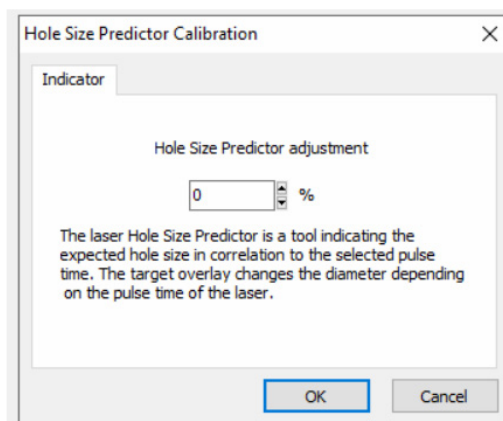 Hole Size Predictor Calibration
Indicator
Hole Size Predictor adjustment
0 %
The laser Hole Size Predictor is a tool indicating the
expected hole size in correlation to the selected pulse
time. The target overlay changes the diameter depending
on the pulse time of the laser.
OK Cancel